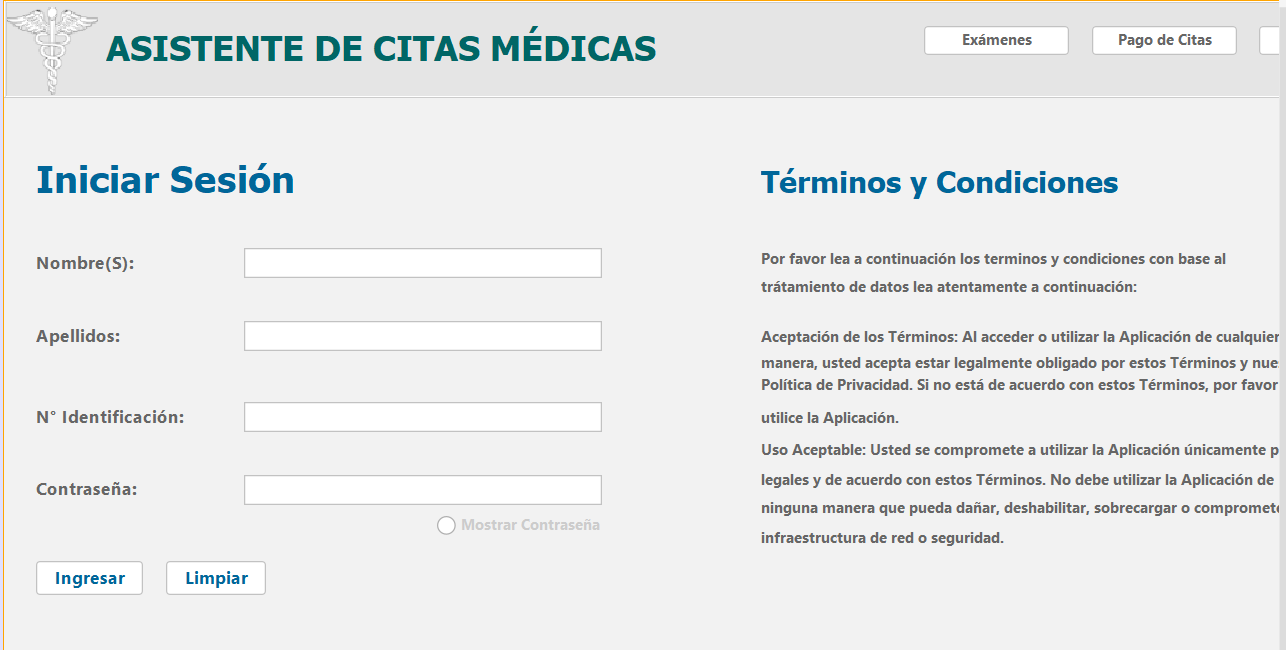 ASISTENTE DE CITAS MÉDICAS
Exámenes
Pago de Citas
Iniciar Sesión
Nombre(S):
Apellidos:
N° Identificación:
Contraseña:
Mostrar Contraseña
Ingresar
Limpiar
Términos y Condiciones
Por favor lea a continuación los terminos y condiciones con base al
trátamiento de datos lea atentamente a continuación:
Aceptación de los Términos: Al acceder o utilizar la Aplicación de cualquier
manera, usted acepta estar legalmente obligado por estos Términos y nue
Política de Privacidad. Si no está de acuerdo con estos Términos, por favor
utilice la Aplicación.
Uso Aceptable: Usted se compromete a utilizar la Aplicación únicamente p
legales y de acuerdo con estos Términos. No debe utilizar la Aplicación de
ninguna manera que pueda dañar, deshabilitar, sobrecargar o compromete
infraestructura de red o seguridad.